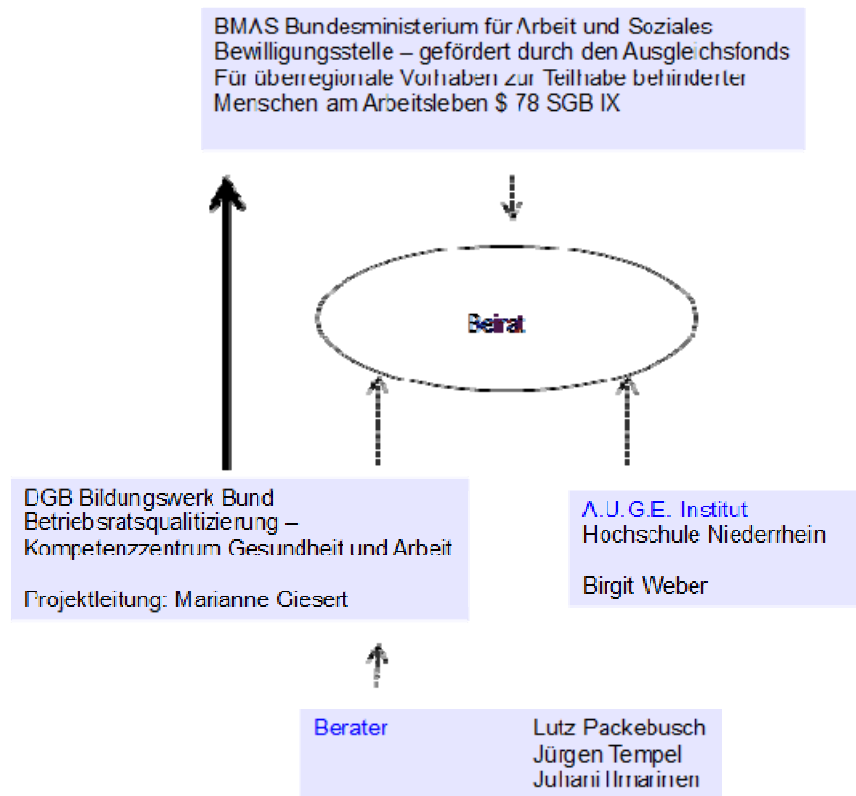 BMAS Bundesministerium für Arbeit und Soziales
Bewilligungsstelle – gefördert durch den Ausgleichsfonds
Für überregionale Vorhaben zur Teilhabe behinderter
Menschen am Arbeitsleben $ 78 SGB IX
Beirat
DGB Bildungswerk Bund
Betriebsratsqualitizierung –
Kompetenzzentrum Gesundheit und Arbeit
Projektleitung: Marianne Giesert
A.U.G.E. Institut
Hochschule Niederrhein
Birgit Weber
Berater Lutz Packebusch
Jürgen Tempel
Juhani Ilmarinen